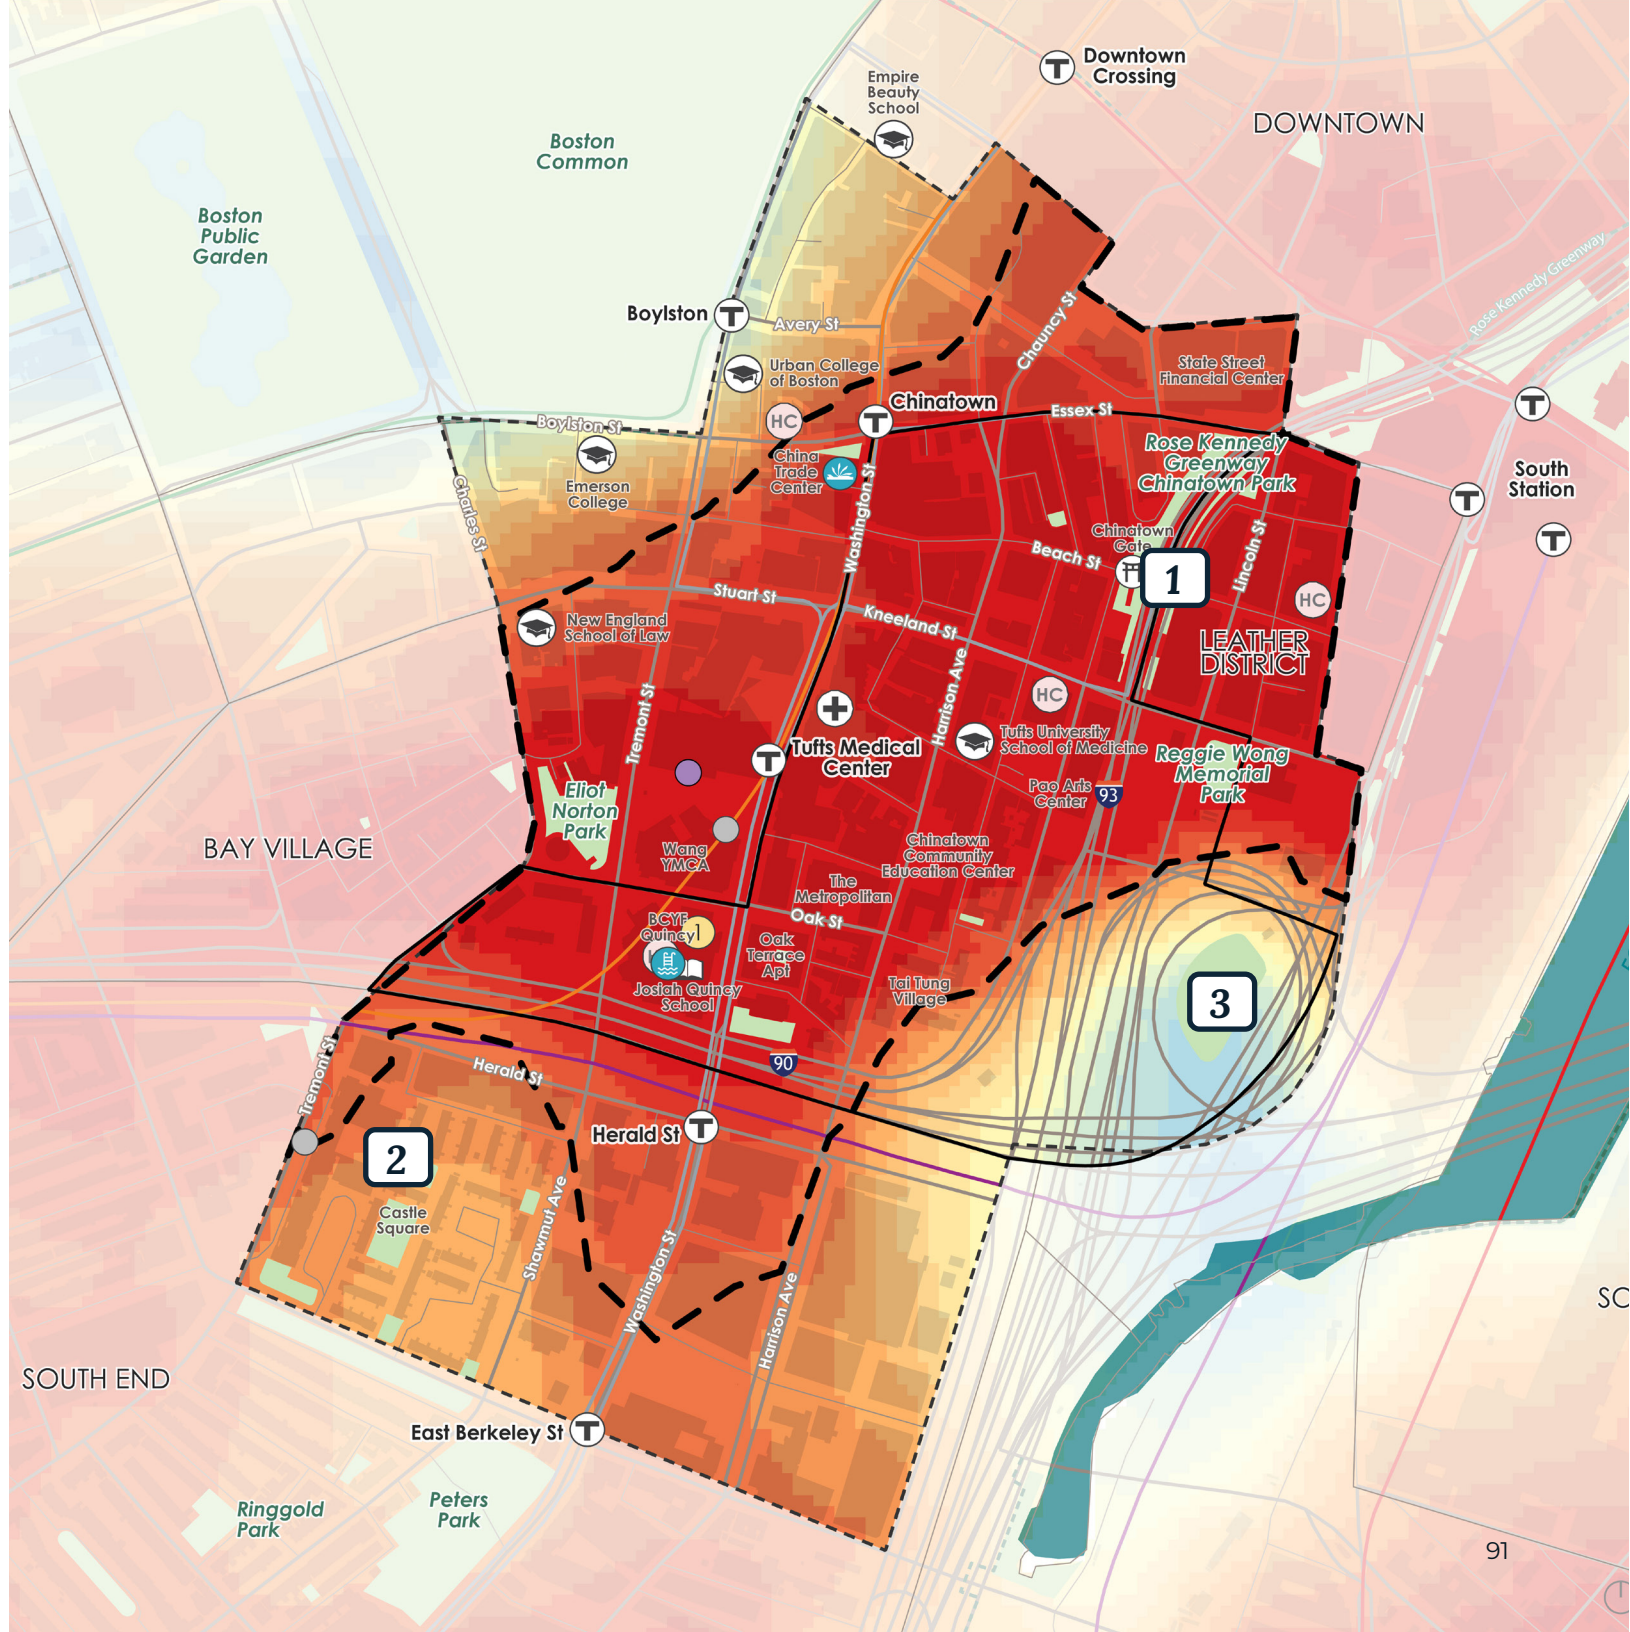 Downtown
Crossing
Empire
Beauty
School
DOWNTOWN
Boston
Common
Boston
Public
Garden
Rose Kennedy Greenway
Boylston
Avery St
Chauncy St
Urban College
of Boston
State Street
Financial Center
Chinatown
HC
Essex St
Boylston St
Emerson
College
China
Trade
Center
Rose Kennedy
Greenway
Chinatown Park
South
Station
Charles St
Washington St
Chinatown
Gate
Beach St
1
Lincoln St
HC
Stuart St
Kneeland St
New England
School of Law
LEATHER
DISTRICT
Tremont St
Harrison Ave
HC
Tufts University
School of Medicine
Tufts Medical
Center
Reggie Wong
Memorial
Park
Eliot
Norton
Park
Pao Arts
Center
93
BAY VILLAGE
Wang
YMCA
Chinatown
Community
Education Center
The
Metropolitan
Oak St
BCYF
Quincy
1
Oak
Terrace
Apt
Josiah Quincy
School
Tai Tung
Village
3
90
Herald St
Tremont St
Herald St
2
Castle
Square
Shawmut Ave
Washington St
Harrison Ave
SO
SOUTH END
East Berkeley St
Ringgold
Park
Peters
Park
91